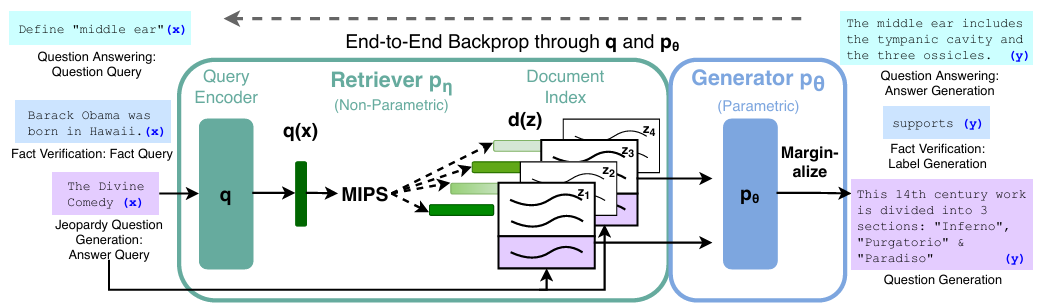 End-to-End Backprop through q and pθ
Define "middle ear" (x)
Question Answering:
Question Query
Barack Obama was
born in Hawaii. (x)
Fact Verification: Fact Query
The Divine
Comedy (x)
Jeopardy Question
Generation:
Answer Query
Query
Encoder
q
q(x)
Retriever pη
(Non-Parametric)
MIPS
Document
Index
d(z)
z4
z3
z2
z1
Generator pθ
(Parametric)
pθ
Margin-
alize
The middle ear includes
the tympanic cavity and
the three ossicles. (y)
Question Answering:
Answer Generation
supports (y)
Fact Verification:
Label Generation
This 14th century work
is divided into 3
sections: "Inferno",
"Purgatorio" &
"Paradiso" (y)
Question Generation